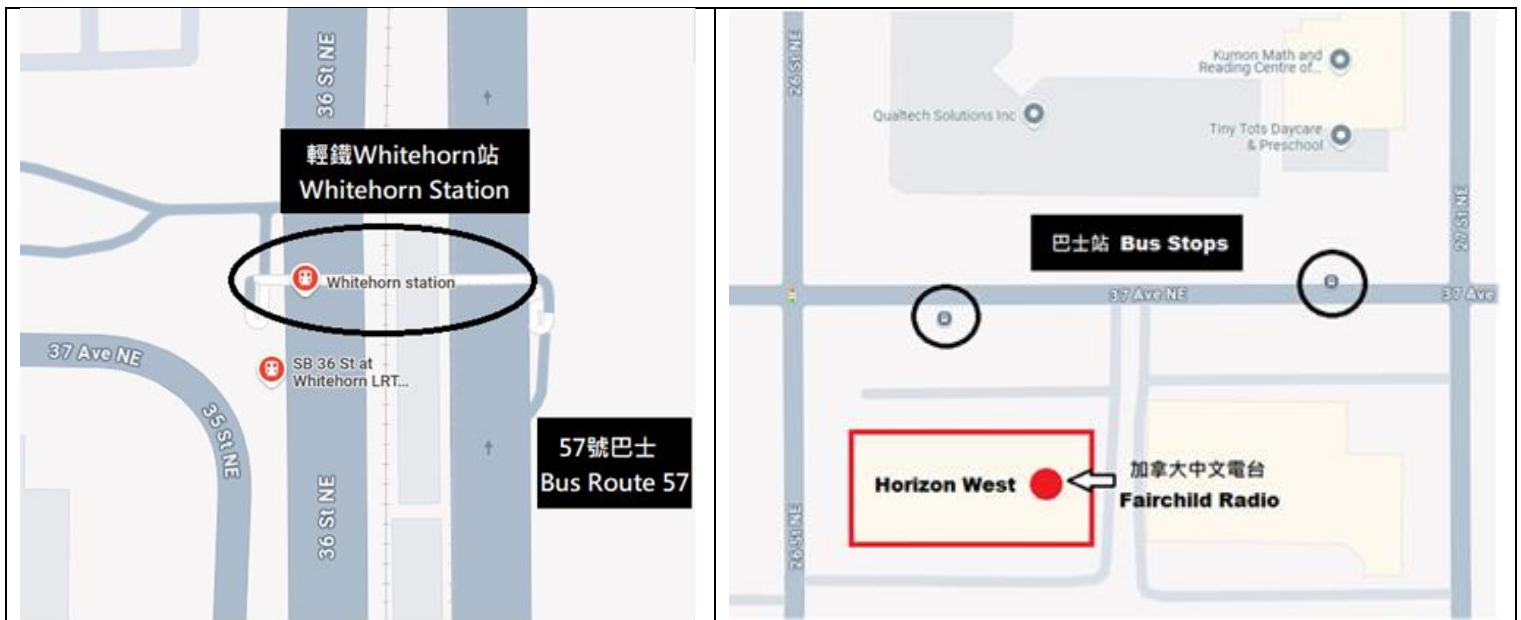 36 St NE
輕鐵Whitehorn站
Whitehorn Station
Whitehorn station
37 Ave NE
SB 36 St at
Whitehorn LRT...
35 St NE
57號巴士
Bus Route 57
36 St NE
26 St NE
Kumon Math and
Reading Centre of...
Qualtech Solutions Inc
Tiny Tots Daycare
& Preschool
27 St NE
巴士站 Bus Stops
37 Ave NE
37 Ave
Horizon West
加拿大中文電台
Fairchild Radio
26 St NE